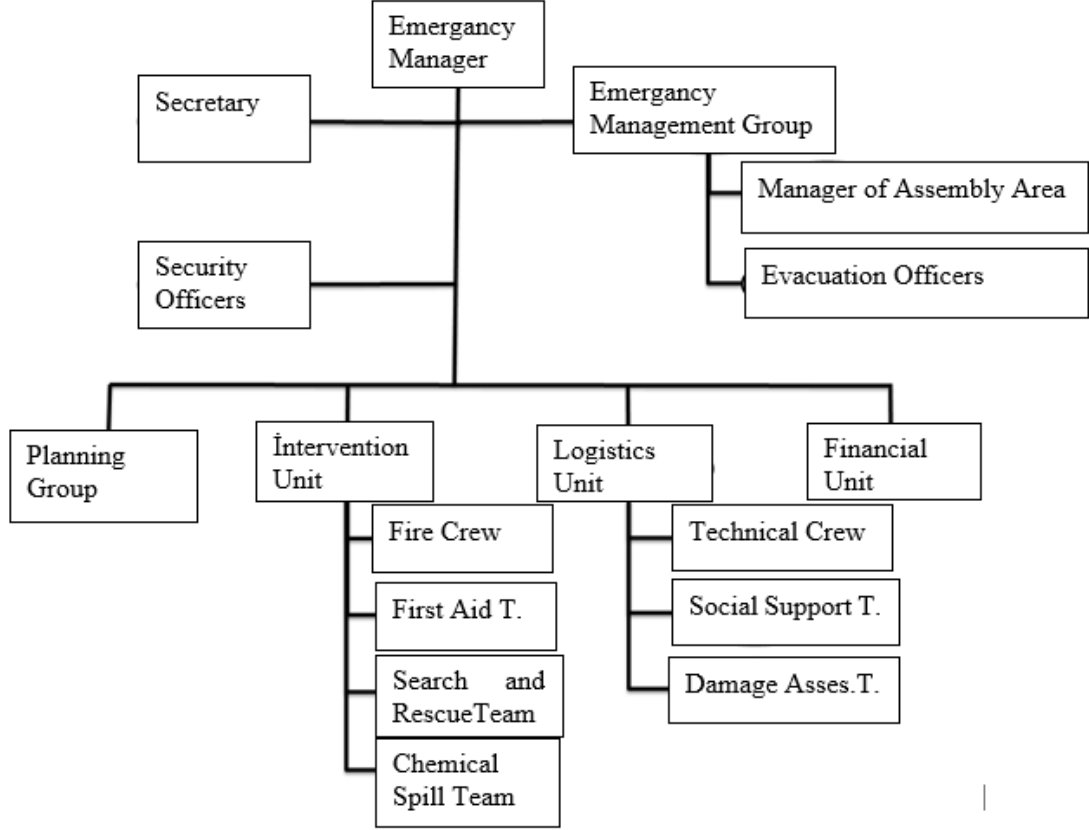 Emergancy
Manager
Secretary
Emergancy
Management Group
Manager of Assembly Area
Security
Officers
Evacuation Officers
Planning
Group
İntervention
Unit
Logistics
Unit
Financial
Unit
Fire Crew
Technical Crew
First Aid T.
Social Support T.
Search and
RescueTeam
Damage Asses.T.
Chemical
Spill Team